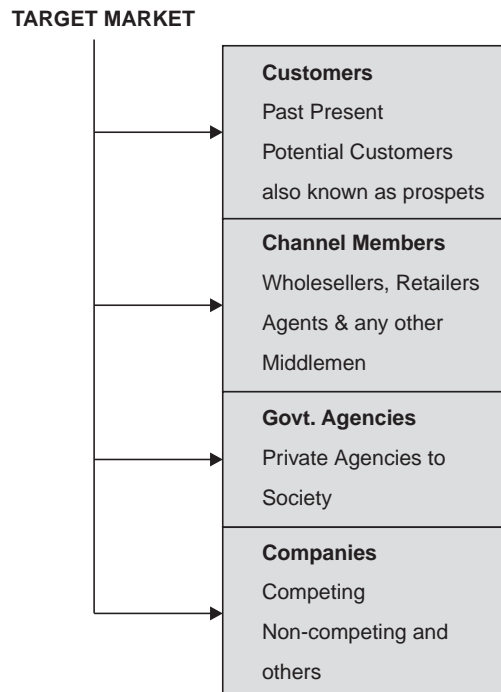 TARGET MARKET
Customers
Past Present
Potential Customers
also known as prospets
Channel Members
Wholesellers, Retailers
Agents & any other
Middlemen
Govt. Agencies
Private Agencies to
Society
Companies
Competing
Non-competing and
others